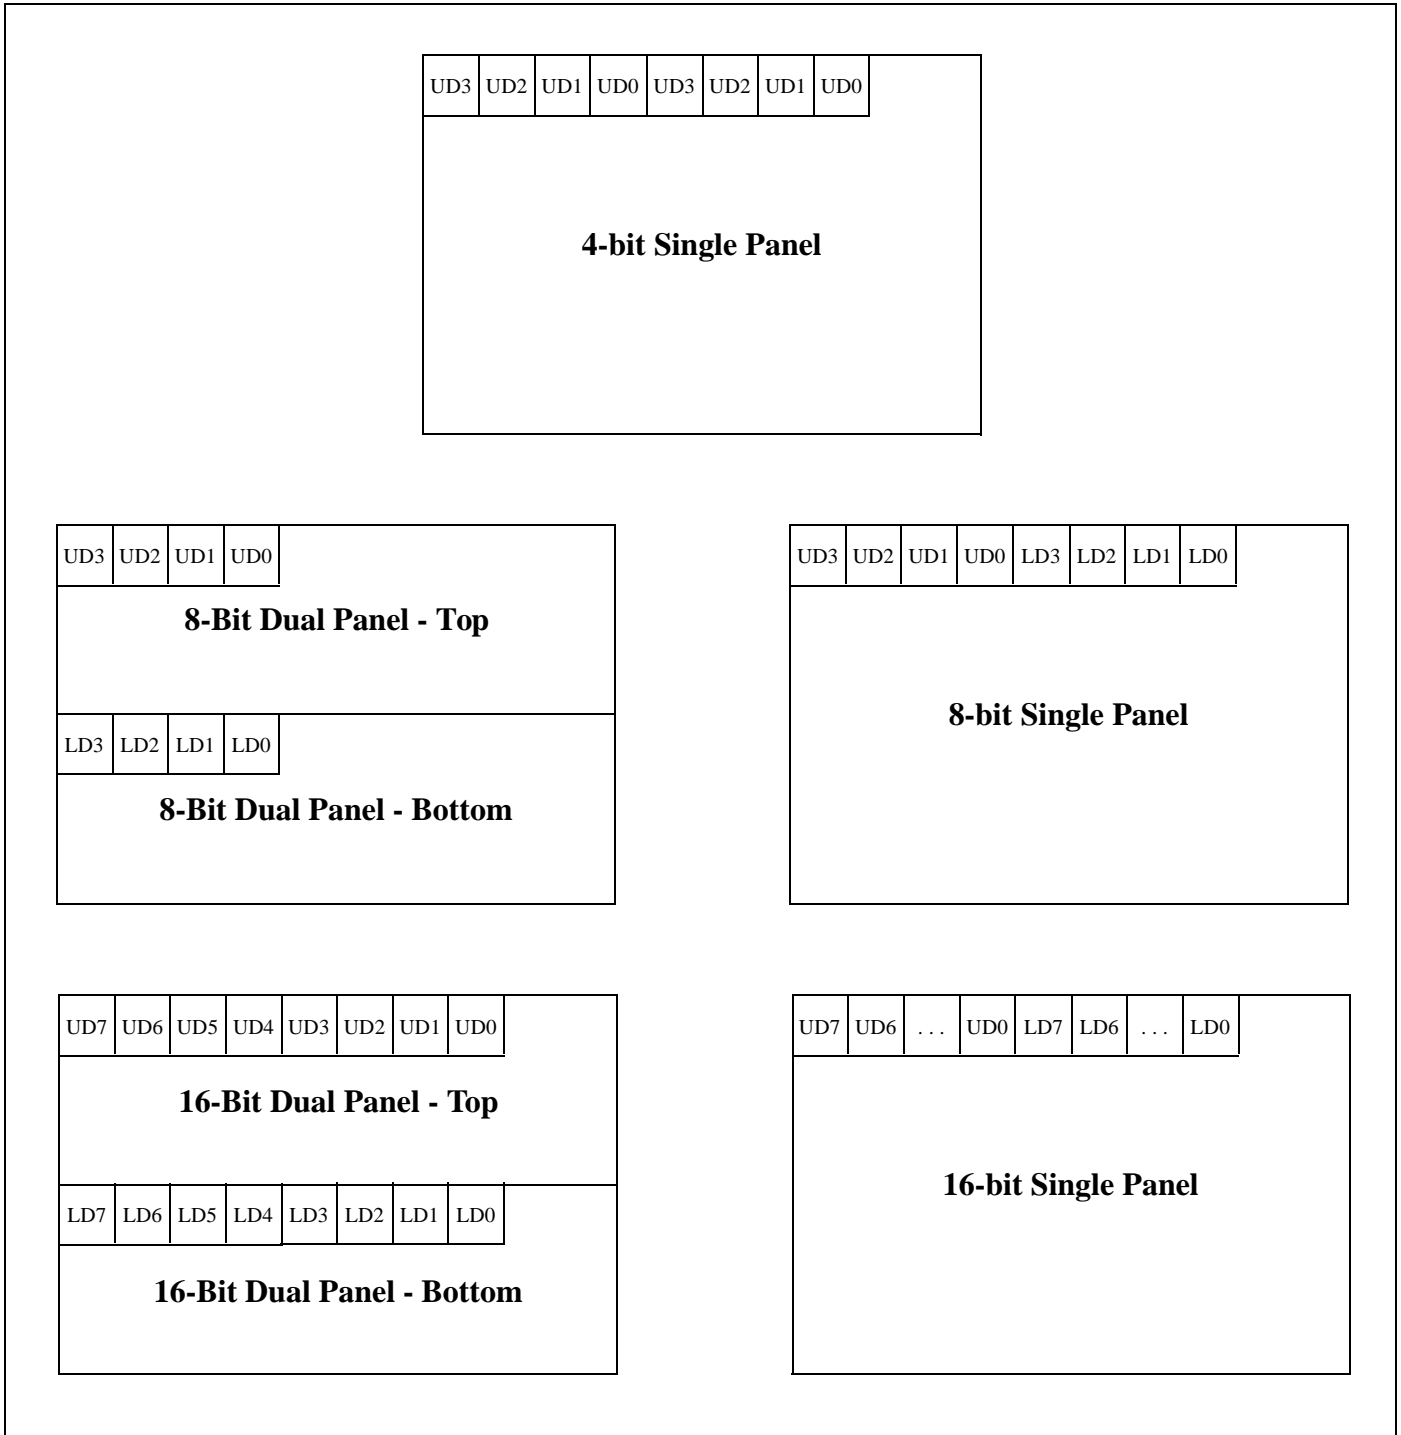 UD3 UD2 UD1 UD0 UD3 UD2 UD1 UD0
4-bit Single Panel
UD3 UD2 UD1 UD0
8-Bit Dual Panel - Top
LD3 LD2 LD1 LD0
8-Bit Dual Panel - Bottom
UD3 UD2 UD1 UD0 LD3 LD2 LD1 LD0
8-bit Single Panel
UD7 UD6 UD5 UD4 UD3 UD2 UD1 UD0
16-Bit Dual Panel - Top
LD7 LD6 LD5 LD4 LD3 LD2 LD1 LD0
16-Bit Dual Panel - Bottom
UD7 UD6 . . . UD0 LD7 LD6 . . . LD0
16-bit Single Panel